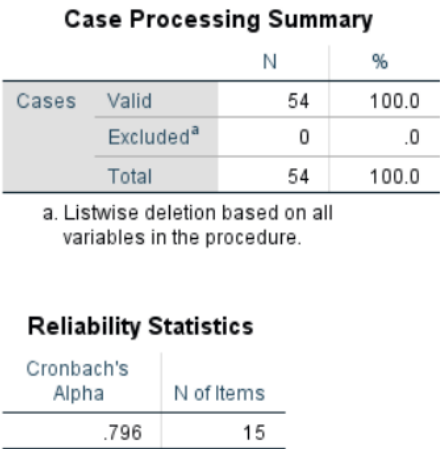 Case Processing Summary
N %
Cases Valid 54 100.0
Excludedᵃ 0 .0
Total 54 100.0
a. Listwise deletion based on all
variables in the procedure.
Reliability Statistics
Cronbach's
Alpha N of Items
.796 15